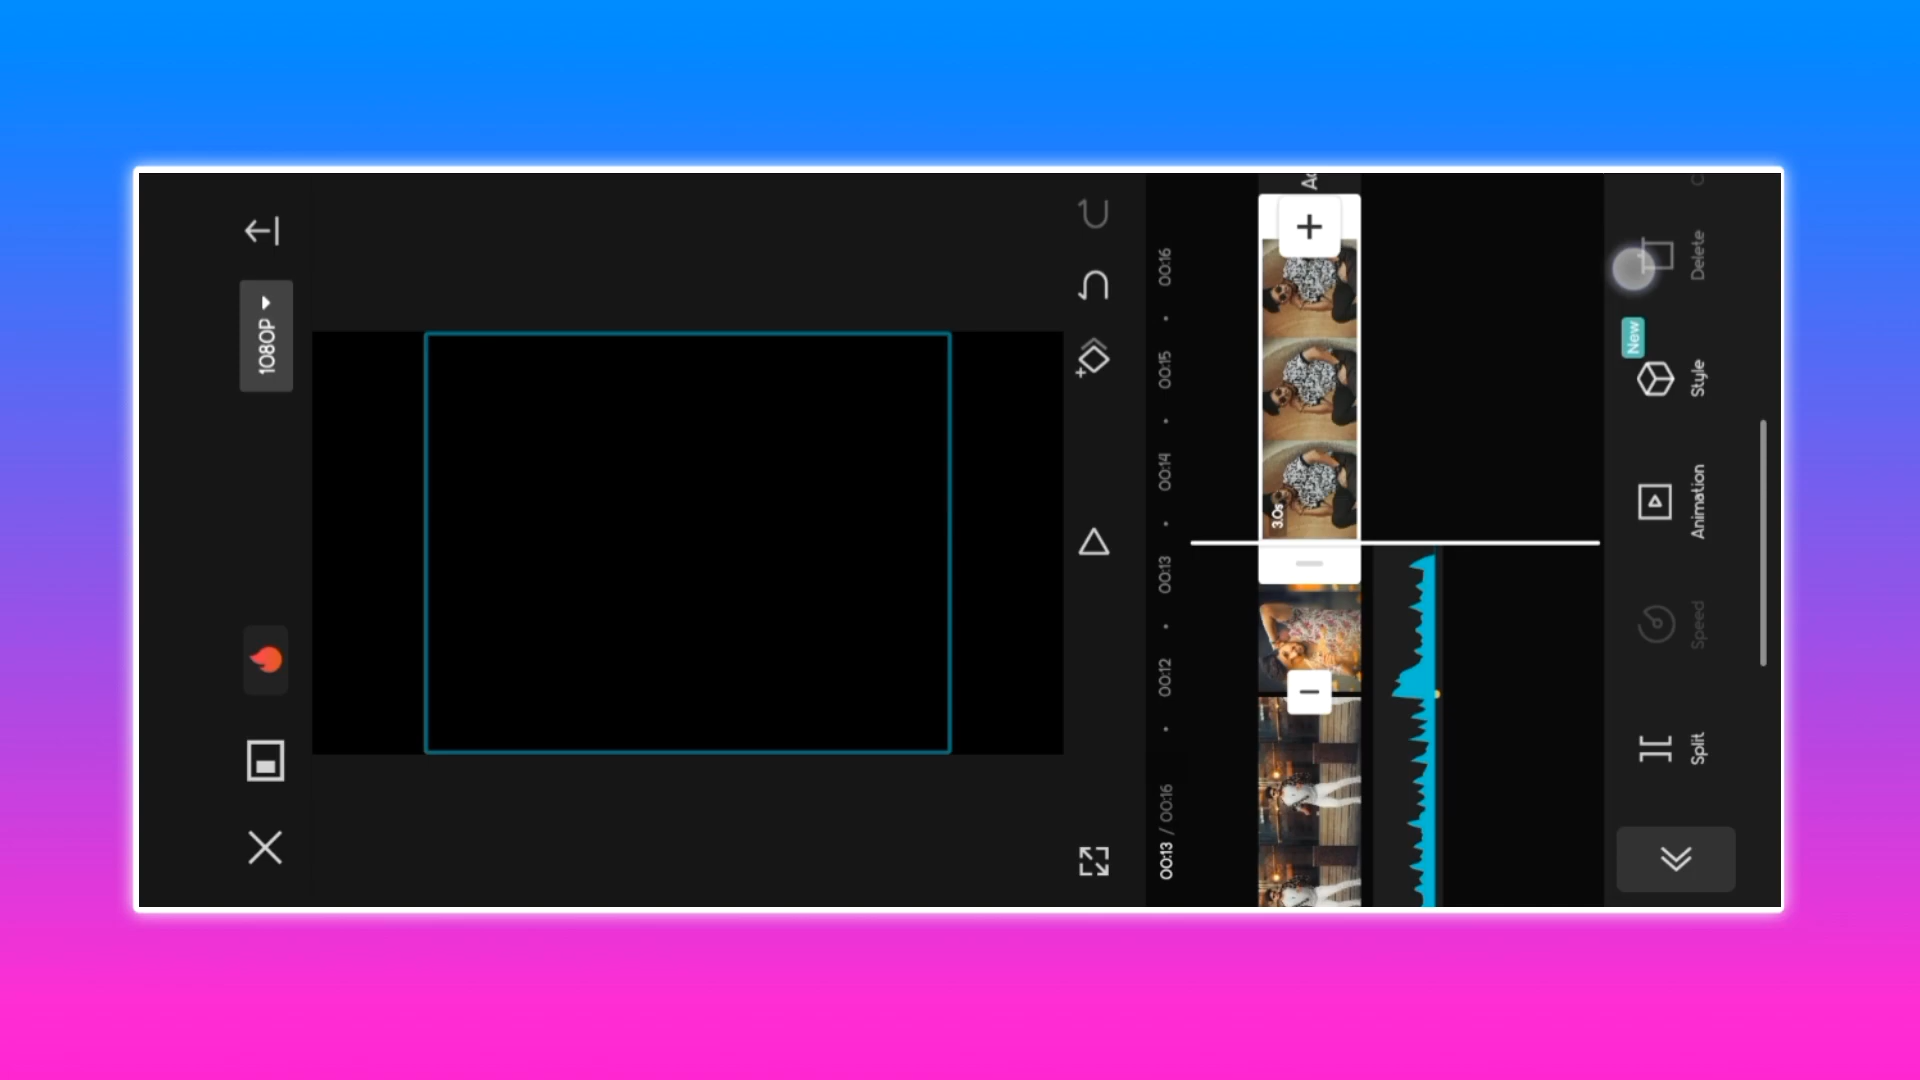 1080P
00:13 / 00:16
00:12
00:13
00:14
00:15
00:16
3.0s
Split
Speed
Animation
New
Style
Delete